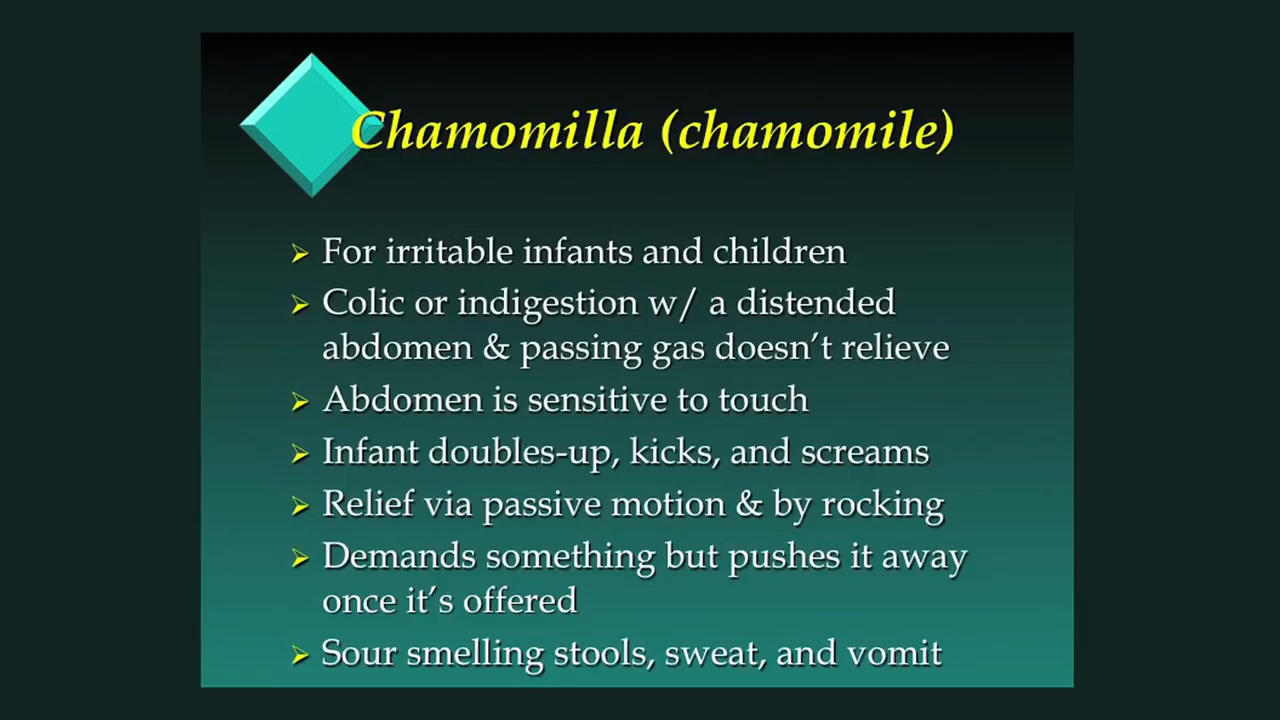 Chamomilla (chamomile)
For irritable infants and children
Colic or indigestion w/ a distended
abdomen & passing gas doesn’t relieve
Abdomen is sensitive to touch
Infant doubles-up, kicks, and screams
Relief via passive motion & by rocking
Demands something but pushes it away
once it’s offered
Sour smelling stools, sweat, and vomit